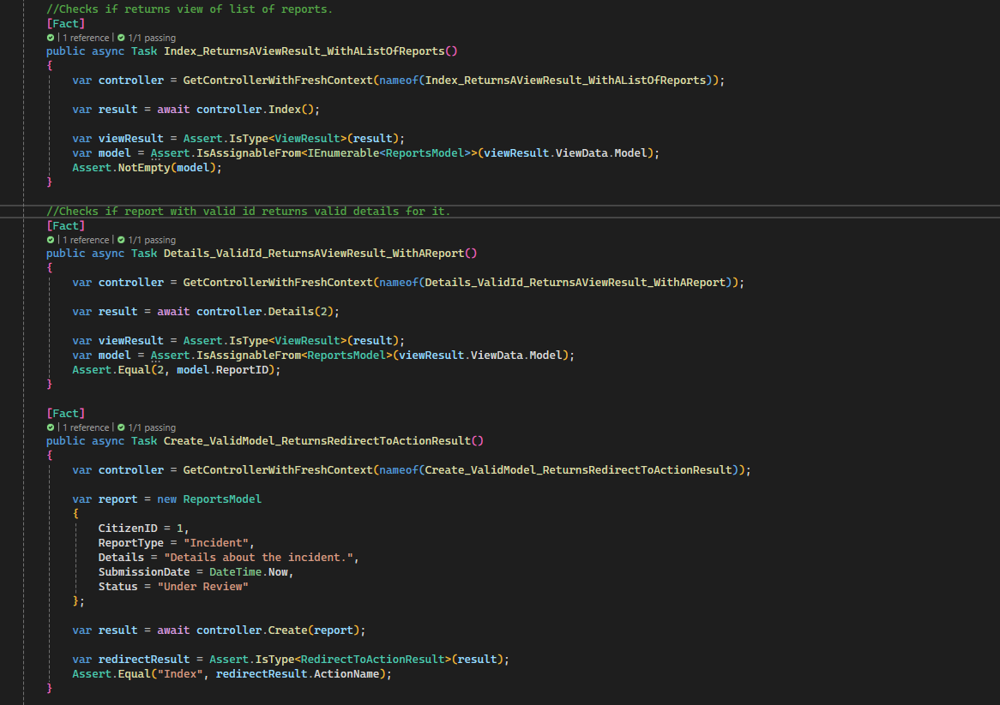 //Checks if returns view of list of reports.
[Fact]
| 1 reference | 1/1 passing
public async Task Index_ReturnsAViewResult_WithAListOfReports()
{
var controller = GetControllerWithFreshContext(nameof(Index_ReturnsAViewResult_WithAListOfReports));
var result = await controller.Index();
var viewResult = Assert.IsType<ViewResult>(result);
var model = Assert.IsAssignableFrom<IEnumerable<ReportsModel>>(viewResult.ViewData.Model);
Assert.NotEmpty(model);
}
//Checks if report with valid id returns valid details for it.
[Fact]
| 1 reference | 1/1 passing
public async Task Details_ValidId_ReturnsAViewResult_WithAReport()
{
var controller = GetControllerWithFreshContext(nameof(Details_ValidId_ReturnsAViewResult_WithAReport));
var result = await controller.Details(2);
var viewResult = Assert.IsType<ViewResult>(result);
var model = Assert.IsAssignableFrom<ReportsModel>(viewResult.ViewData.Model);
Assert.Equal(2, model.ReportID);
}
[Fact]
| 1 reference | 1/1 passing
public async Task Create_ValidModel_ReturnsRedirectToActionResult()
{
var controller = GetControllerWithFreshContext(nameof(Create_ValidModel_ReturnsRedirectToActionResult));
var report = new ReportsModel
{
CitizenID = 1,
ReportType = "Incident",
Details = "Details about the incident.",
SubmissionDate = DateTime.Now,
Status = "Under Review"
};
var result = await controller.Create(report);
var redirectResult = Assert.IsType<RedirectToActionResult>(result);
Assert.Equal("Index", redirectResult.ActionName);
}